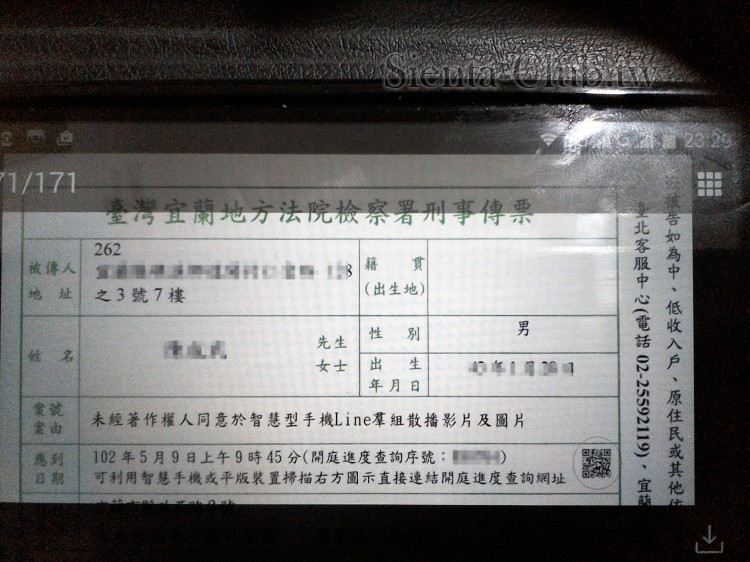 Sienta-Club.tw
23:29
71/171
臺灣宜蘭地方法院檢察署刑事傳票
被傳人
地 址
262
之3號7樓
籍 貫
(出生地)
姓 名
先生
女士
性 別
男
出 生
年月日
案號
案由
未經著作權人同意於智慧型手機Line羣組散播影片及圖片
應到
日期
102年5月9日上午9時45分(開庭進度查詢序號:
可利用智慧手機或平版裝置掃描右方圖示直接連結開庭進度查詢網址
被告如為中、低收入戶、原住民或其他依
臺北客服中心(電話 02-25592119)、宜蘭